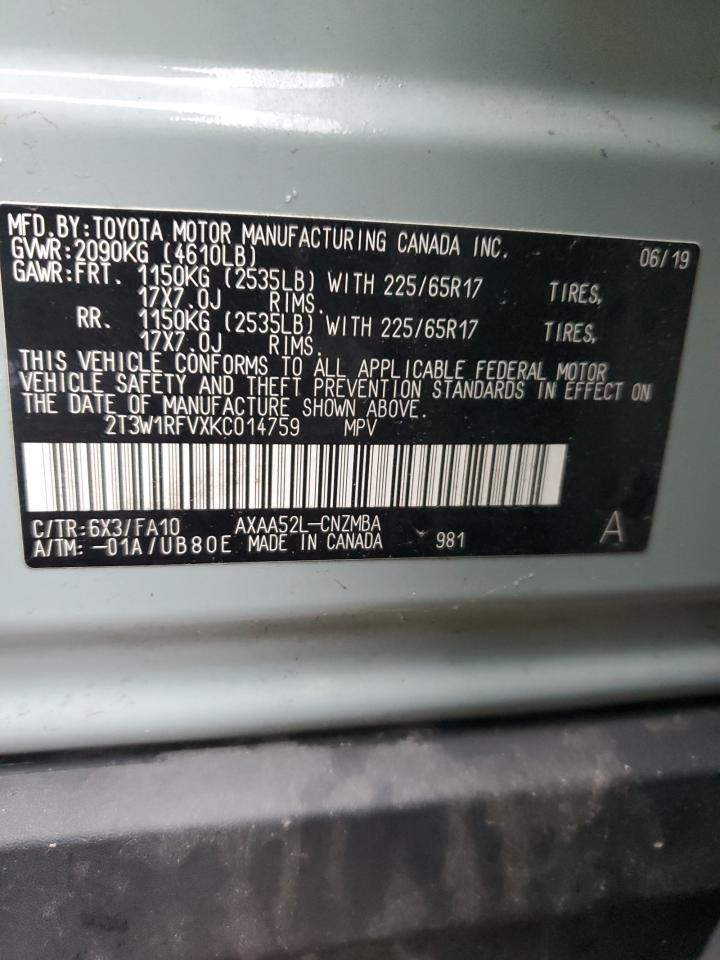 MFD.BY:TOYOTA MOTOR MANUFACTURING CANADA INC. 06/19
GVWR:2090KG (4610LB)
GAWR:FRT. 1150KG (2535LB) WITH 225/65R17 TIRES,
17X7.0J RIMS.
RR. 1150KG (2535LB) WITH 225/65R17 TIRES,
17X7.0J RIMS.
THIS VEHICLE CONFORMS TO ALL APPLICABLE FEDERAL MOTOR
VEHICLE SAFETY AND THEFT PREVENTION STANDARDS IN EFFECT ON
THE DATE OF MANUFACTURE SHOWN ABOVE.
2T3W1RFVXKC014759 MPV
C/TR:6X3/FA10 AXAA52L-CNZMBA A
A/TM: -01A/UB80E MADE IN CANADA 981